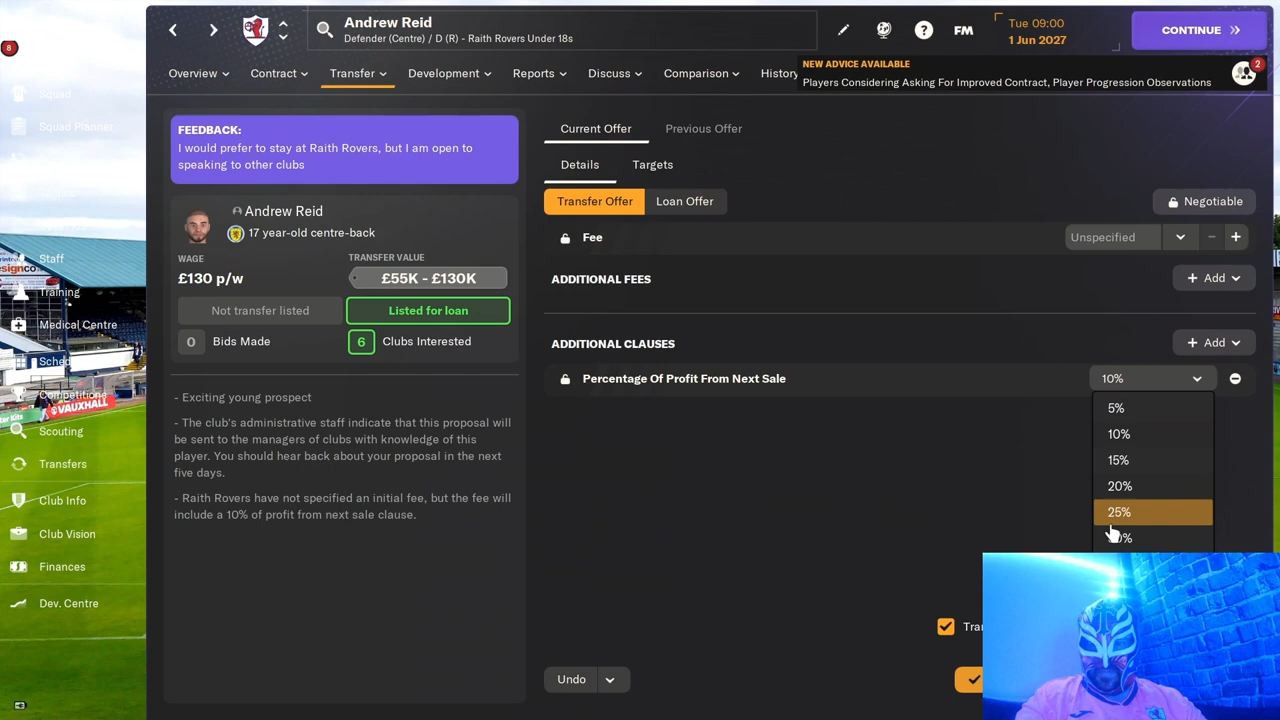 Andrew Reid
Defender (Centre) / D (R) - Raith Rovers Under 18s
FM
Tue 09:00
1 Jun 2027
CONTINUE
8
Overview
Contract
Transfer
Development
Reports
Discuss
Comparison
History
NEW ADVICE AVAILABLE
Players Considering Asking For Improved Contract, Player Progression Observations
2
Squad
Squad Planner
Staff
Training
Medical Centre
Sched
Competitions
VAUXHALL
Scouting
Transfers
Club Info
Club Vision
Finances
Dev. Centre
FEEDBACK:
I would prefer to stay at Raith Rovers, but I am open to
speaking to other clubs
Andrew Reid
17 year-old centre-back
WAGE
£130 p/w
TRANSFER VALUE
£55K - £130K
Not transfer listed
Listed for loan
0 Bids Made
6 Clubs Interested
- Exciting young prospect
- The club's administrative staff indicate that this proposal will
be sent to the managers of clubs with knowledge of this
player. You should hear back about your proposal in the next
five days.
- Raith Rovers have not specified an initial fee, but the fee will
include a 10% of profit from next sale clause.
Current Offer
Previous Offer
Details
Targets
Transfer Offer
Loan Offer
Negotiable
Fee
Unspecified
ADDITIONAL FEES
Add
ADDITIONAL CLAUSES
Add
Percentage Of Profit From Next Sale
10%
5%
10%
15%
20%
25%
Tran
Undo